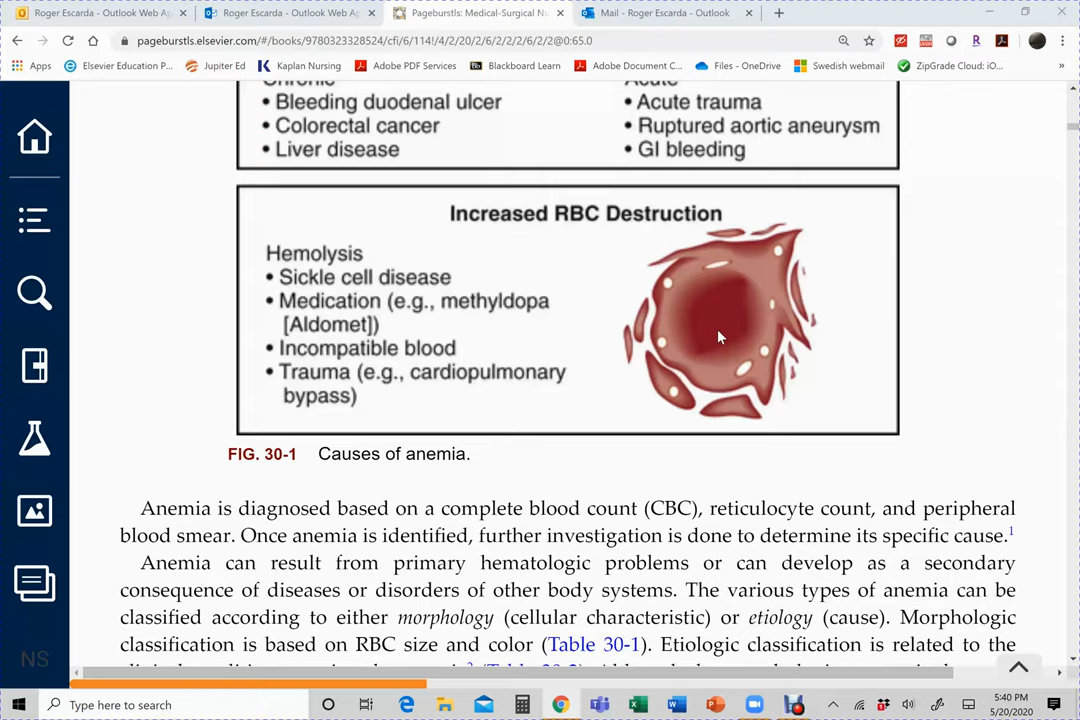 Roger Escarda - Outlook Web Ap
Roger Escarda - Outlook Web Ap
Pageburstls: Medical-Surgical Nu
Mail - Roger Escarda - Outlook
pageburstls.elsevier.com/#/books/9780323328524/cfi/6/114!/4/2/20/2/6/2/2/2/6/2/2@0:65.0
Apps
Elsevier Education P...
Jupiter Ed
Kaplan Nursing
Adobe PDF Services
Blackboard Learn
Adobe Document C...
Files - OneDrive
Swedish webmail
ZipGrade Cloud: iO...
Chronic
• Bleeding duodenal ulcer
• Colorectal cancer
• Liver disease
Acute
• Acute trauma
• Ruptured aortic aneurysm
• GI bleeding
Increased RBC Destruction
Hemolysis
• Sickle cell disease
• Medication (e.g., methyldopa
[Aldomet])
• Incompatible blood
• Trauma (e.g., cardiopulmonary
bypass)
FIG. 30-1 Causes of anemia.
Anemia is diagnosed based on a complete blood count (CBC), reticulocyte count, and peripheral
blood smear. Once anemia is identified, further investigation is done to determine its specific cause.1
Anemia can result from primary hematologic problems or can develop as a secondary
consequence of diseases or disorders of other body systems. The various types of anemia can be
classified according to either morphology (cellular characteristic) or etiology (cause). Morphologic
classification is based on RBC size and color (Table 30-1). Etiologic classification is related to the
NS
Type here to search
5:40 PM
5/20/2020